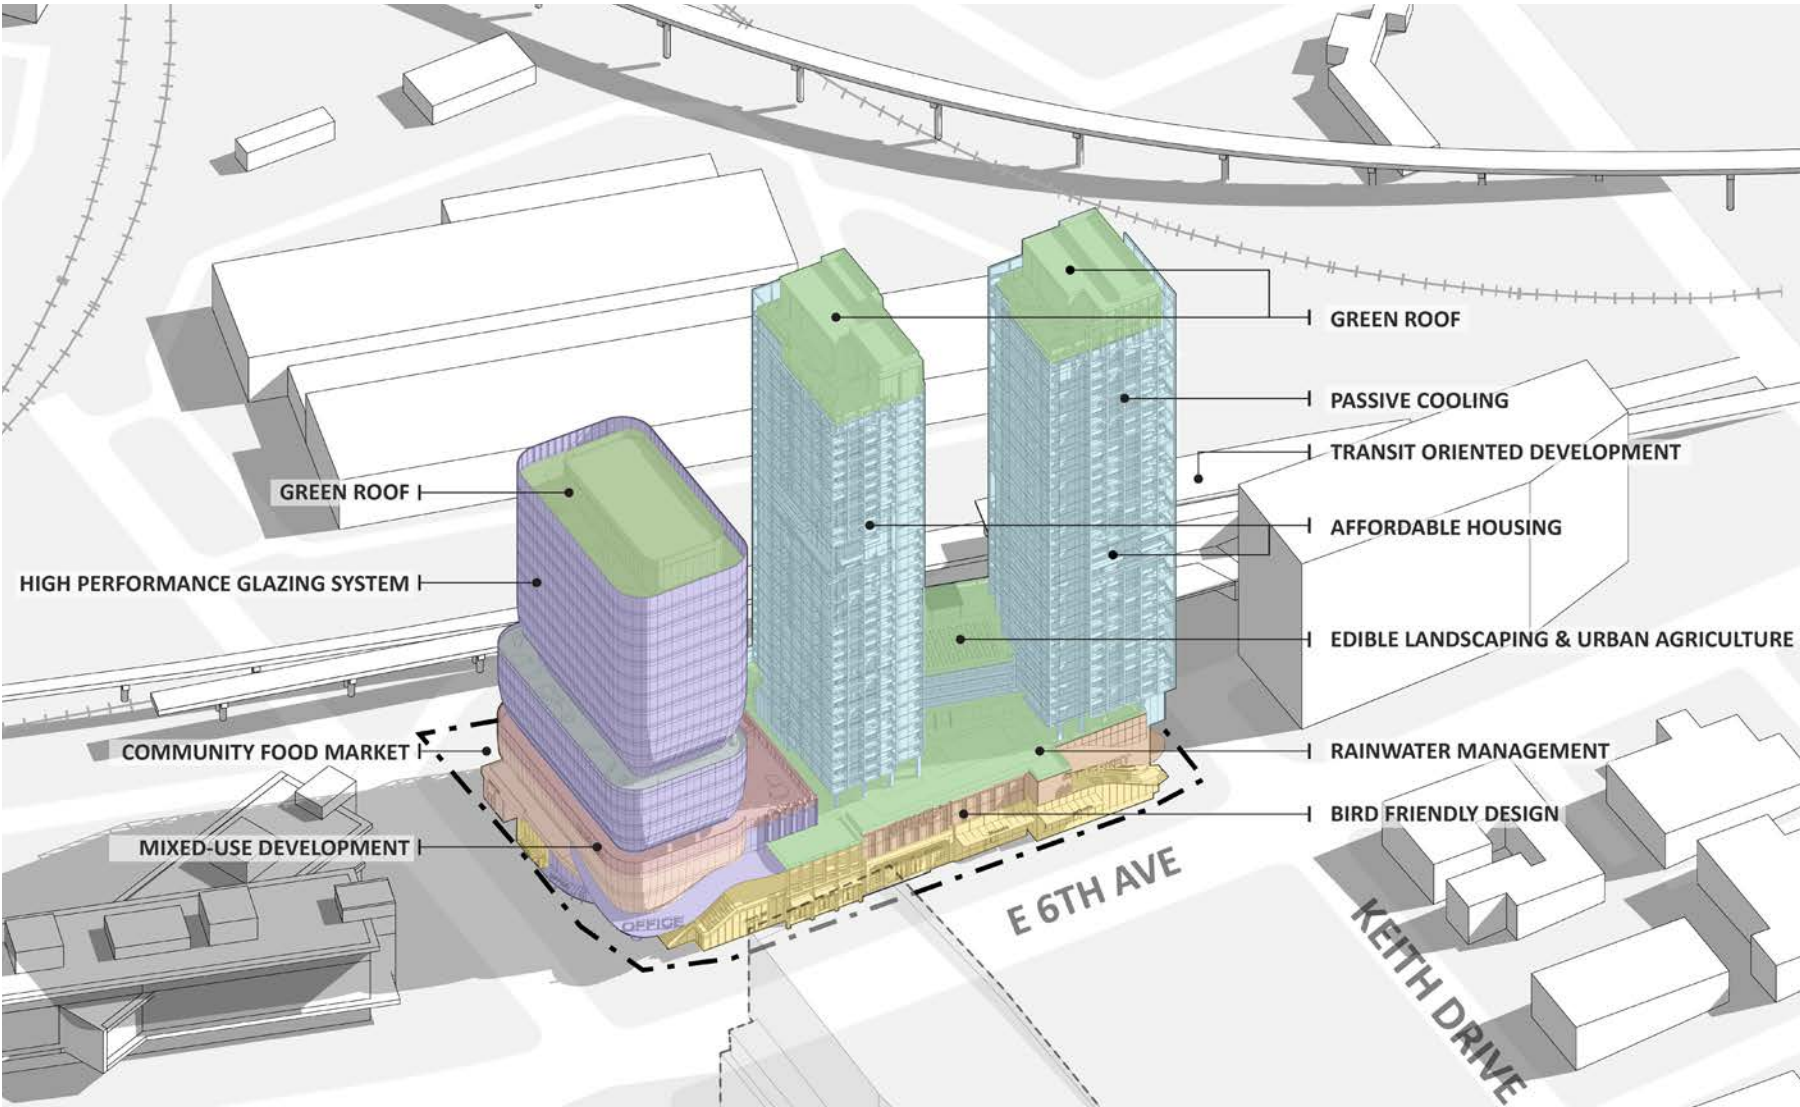 GREEN ROOF
PASSIVE COOLING
TRANSIT ORIENTED DEVELOPMENT
GREEN ROOF
AFFORDABLE HOUSING
HIGH PERFORMANCE GLAZING SYSTEM
EDIBLE LANDSCAPING & URBAN AGRICULTURE
COMMUNITY FOOD MARKET
RAINWATER MANAGEMENT
BIRD FRIENDLY DESIGN
MIXED-USE DEVELOPMENT
OFFICE
E 6TH AVE
KEITH DRIVE